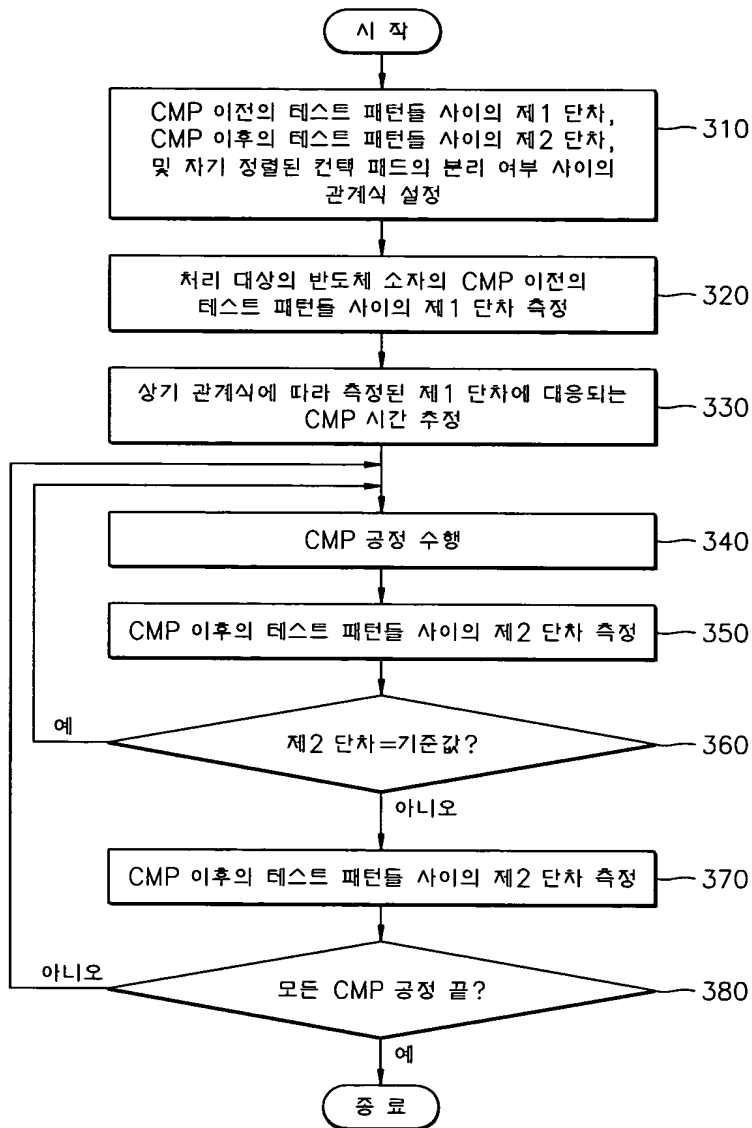 시 작
CMP 이전의 테스트 패턴들 사이의 제1 단차,
CMP 이후의 테스트 패턴들 사이의 제2 단차,
및 자기 정렬된 컨택 패드의 분리 여부 사이의
관계식 설정
310
처리 대상의 반도체 소자의 CMP 이전의
테스트 패턴들 사이의 제1 단차 측정
320
상기 관계식에 따라 측정된 제1 단차에 대응되는
CMP 시간 추정
330
CMP 공정 수행
340
CMP 이후의 테스트 패턴들 사이의 제2 단차 측정
350
예
제2 단차=기준값?
360
아니오
CMP 이후의 테스트 패턴들 사이의 제2 단차 측정
370
아니오
모든 CMP 공정 끝?
380
예
종 료